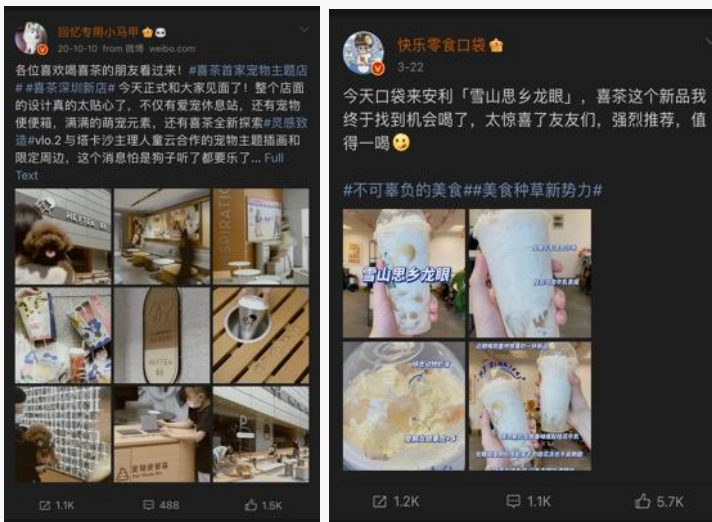 回忆专用小马甲
20-10-10 from 微博 weibo.com
各位喜欢喝喜茶的朋友看过来！#喜茶首家宠物主题店
# #喜茶深圳新店# 今天正式和大家见面了！整个店面
的设计真的太贴心了，不仅有爱宠休息站，还有宠物
便便箱，满满的萌宠元素，还有喜茶全新探索#灵感致
造#vlo.2 与塔卡沙主理人童云合作的宠物主题插画和
限定周边，这个消息怕是狗子听了都要乐了... Full
Text
宠物便便箱
1.1K
488
1.5K
快乐零食口袋
3-22
今天口袋来安利「雪山思乡龙眼」，喜茶这个新品我
终于找到机会喝了，太惊喜了友友们，强烈推荐，值
得一喝
#不可辜负的美食##美食种草新势力#
雪山思乡龙眼
1.2K
1.1K
5.7K